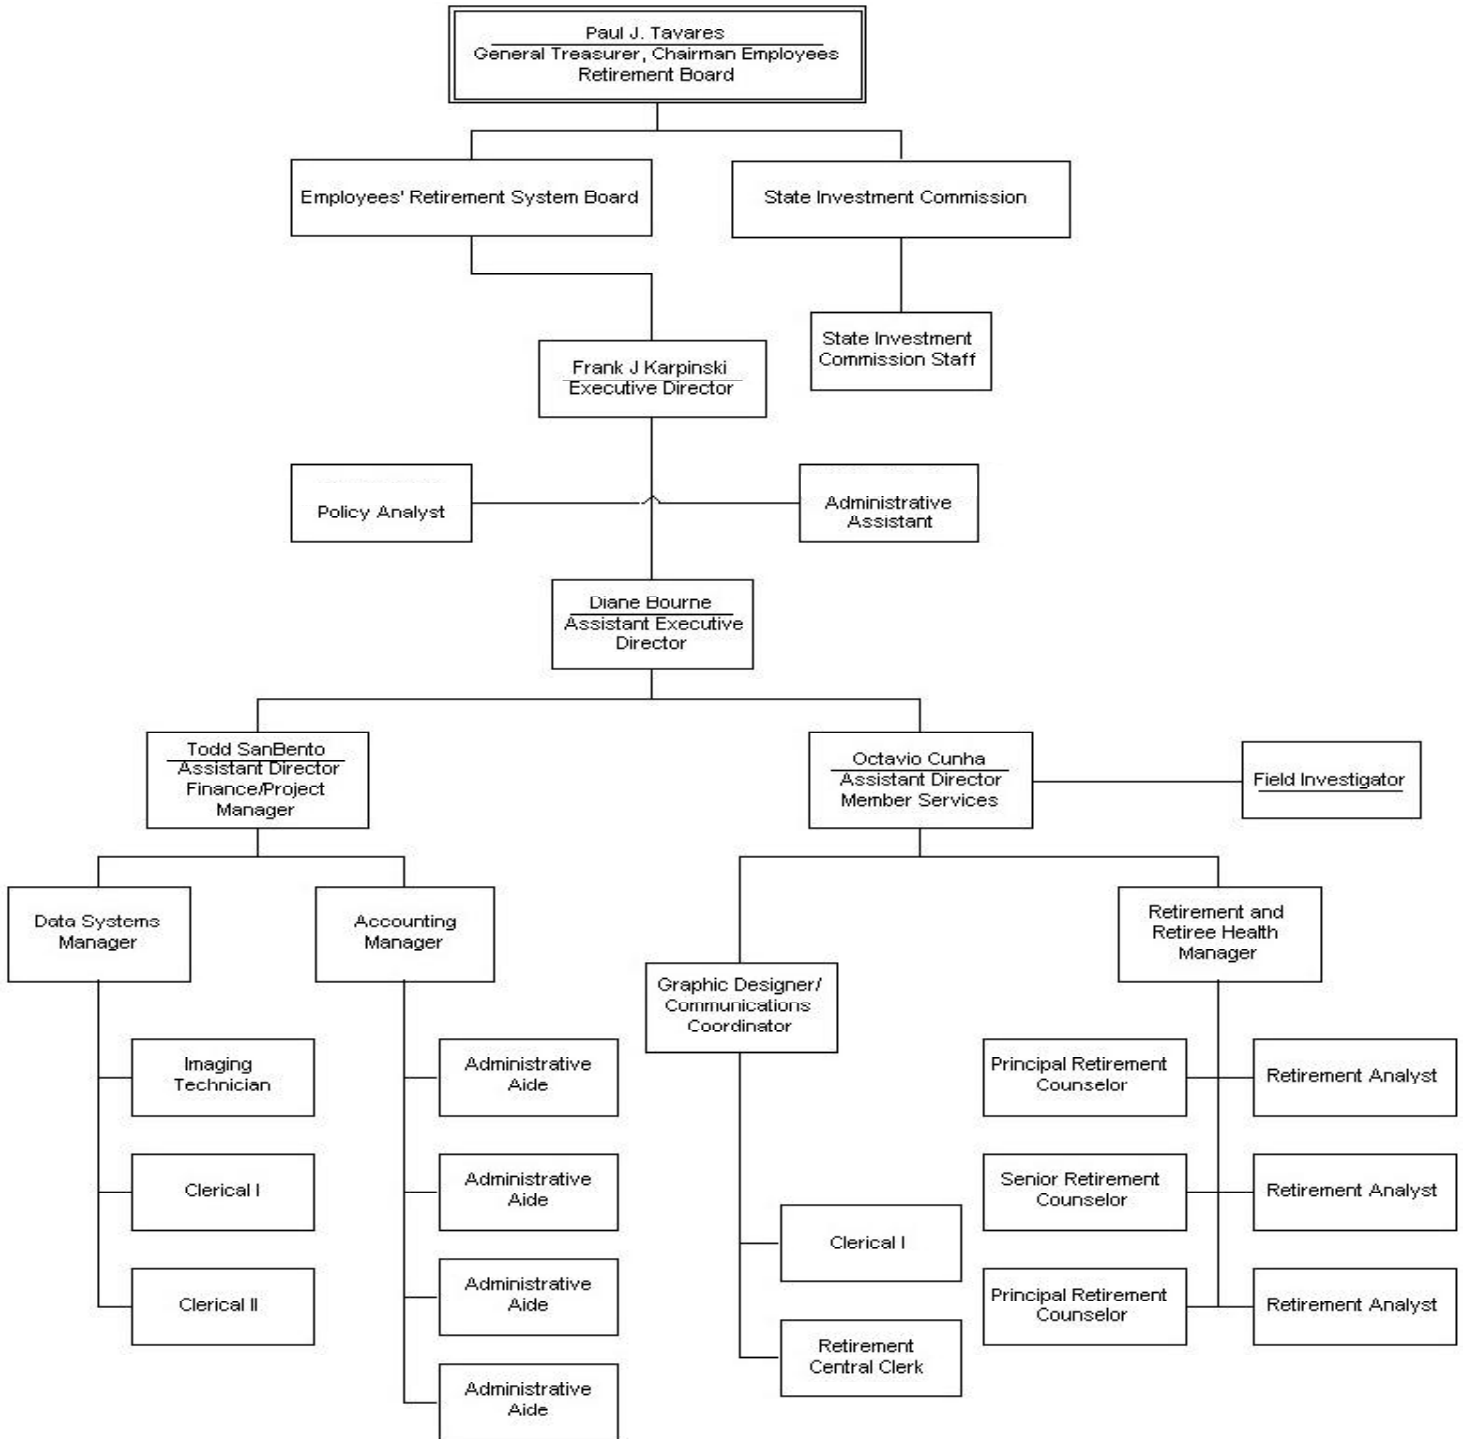 Paul J. Tavares
General Treasurer, Chairman Employees
Retirement Board
Employees' Retirement System Board
State Investment Commission
State Investment
Commission Staff
Frank J Karpinski
Executive Director
Policy Analyst
Administrative
Assistant
Diane Bourne
Assistant Executive
Director
Todd SanBento
Assistant Director
Finance/Project
Manager
Octavio Cunha
Assistant Director
Member Services
Field Investigator
Data Systems
Manager
Accounting
Manager
Graphic Designer/
Communications
Coordinator
Retirement and
Retiree Health
Manager
Imaging
Technician
Clerical I
Clerical II
Administrative
Aide
Administrative
Aide
Administrative
Aide
Administrative
Aide
Clerical I
Retirement
Central Clerk
Principal Retirement
Counselor
Senior Retirement
Counselor
Principal Retirement
Counselor
Retirement Analyst
Retirement Analyst
Retirement Analyst